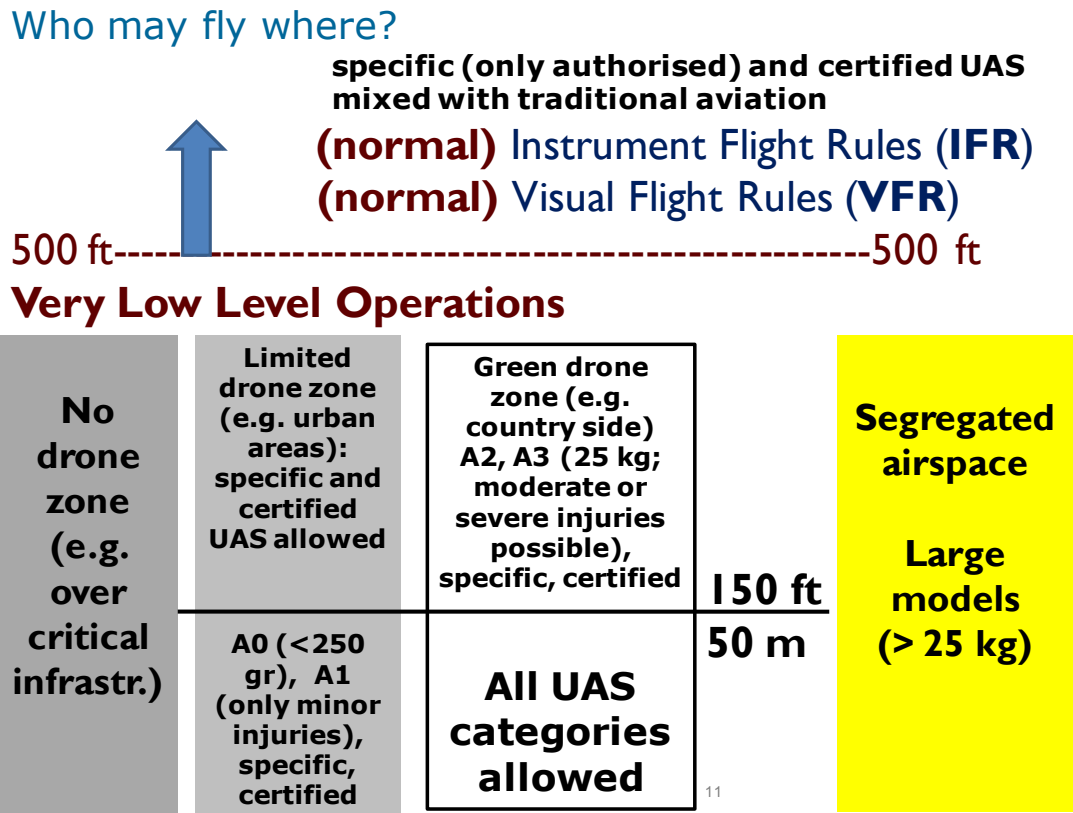 Who may fly where?
specific (only authorised) and certified UAS
mixed with traditional aviation
(normal) Instrument Flight Rules (IFR)
(normal) Visual Flight Rules (VFR)
500 ft------------------------------------------------------500 ft
Very Low Level Operations
No
drone
zone
(e.g.
over
critical
infrastr.)
Limited
drone zone
(e.g. urban
areas):
specific and
certified
UAS allowed
A0 (<250
gr), A1
(only minor
injuries),
specific,
certified
Green drone
zone (e.g.
country side)
A2, A3 (25 kg;
moderate or
severe injuries
possible),
specific, certified
All UAS
categories
allowed
150 ft
50 m
Segregated
airspace
Large
models
(> 25 kg)
11